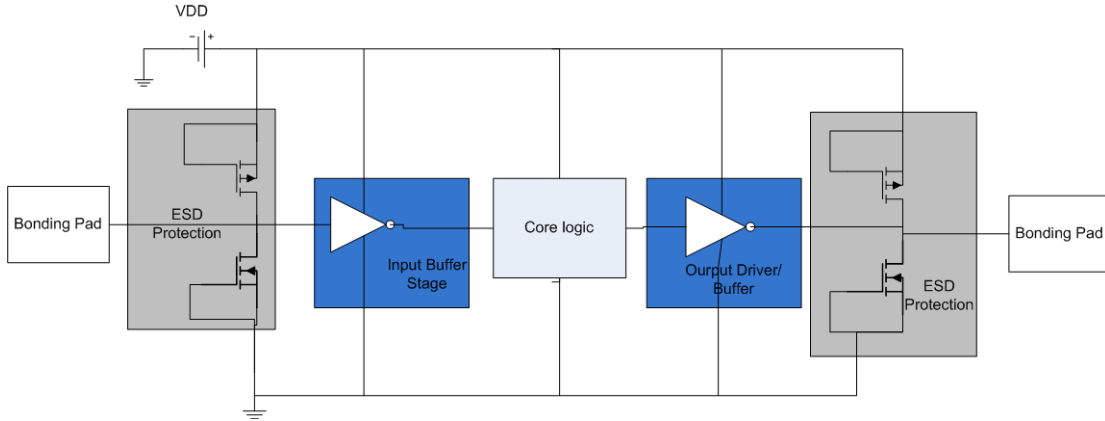 VDD
- +
Bonding Pad
ESD
Protection
Input Buffer
Stage
Core logic
Ourput Driver/
Buffer
ESD
Protection
Bonding Pad